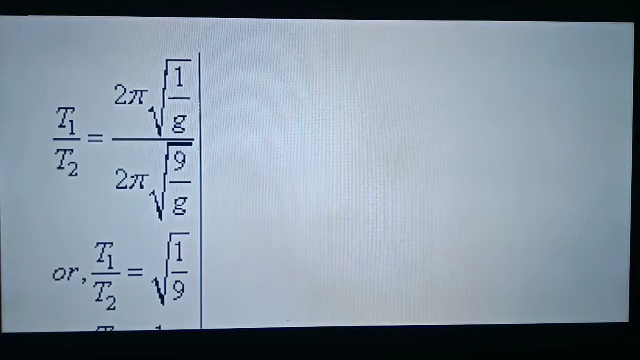 T₁/T₂ = 2π√(1/g) / 2π√(9/g)
or, T₁/T₂ = √(1/9)